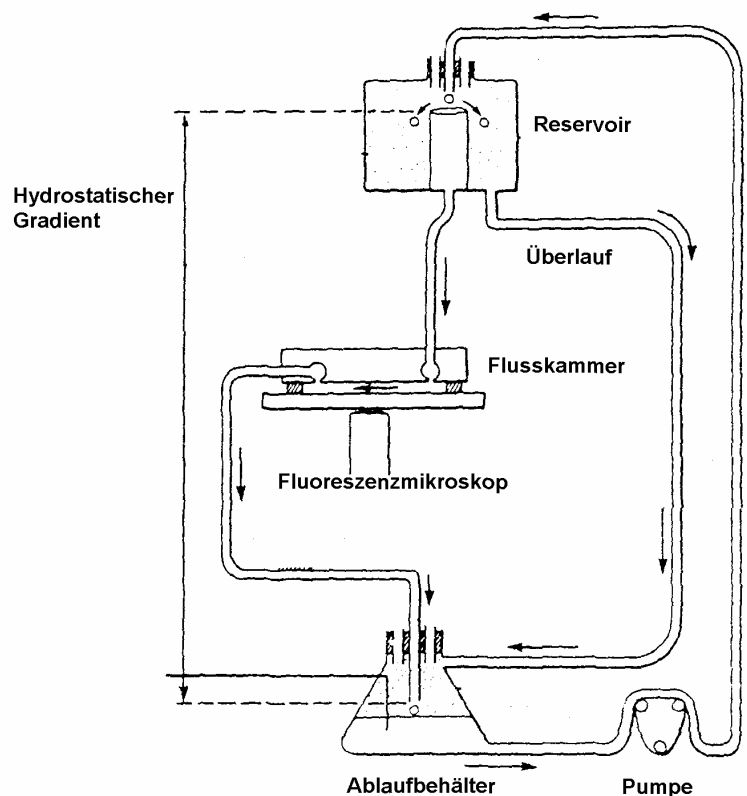 Reservoir
Hydrostatischer
Gradient
Überlauf
Flusskammer
Fluoreszenzmikroskop
Ablaufbehälter
Pumpe